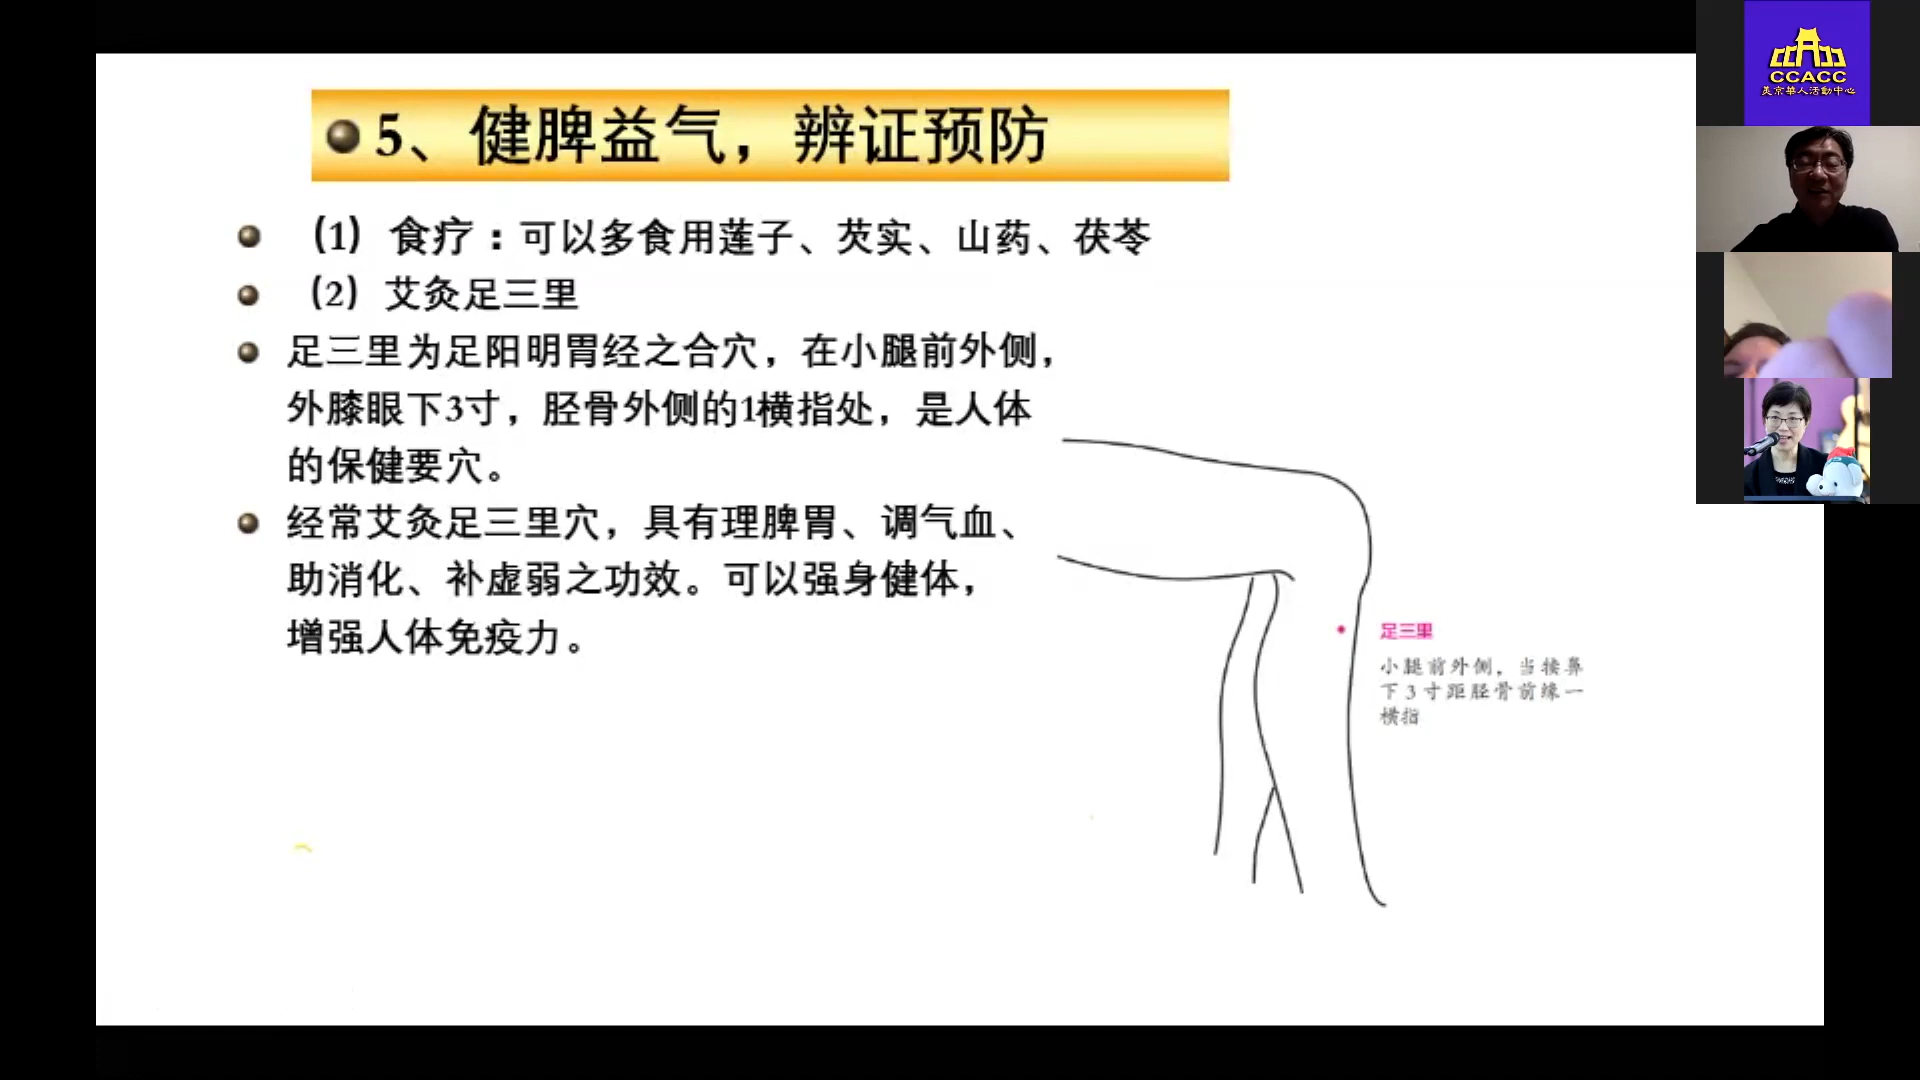 5、健脾益气，辨证预防
（1）食疗：可以多食用莲子、芡实、山药、茯苓
（2）艾灸足三里
足三里为足阳明胃经之合穴，在小腿前外侧，
外膝眼下3寸，胫骨外侧的1横指处，是人体
的保健要穴。
经常艾灸足三里穴，具有理脾胃、调气血、
助消化、补虚弱之功效。可以强身健体，
增强人体免疫力。
足三里
小腿前外侧，当犊鼻
下3寸距胫骨前缘一
横指
CCACC
美京華人活動中心